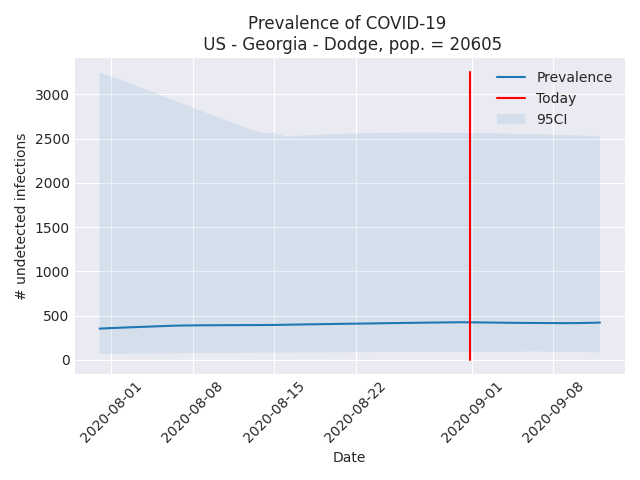 Prevalence of COVID-19
US - Georgia - Dodge, pop. = 20605
Prevalence
Today
95CI
# undetected infections
3000
2500
2000
1500
1000
500
0
2020-08-01
2020-08-08
2020-08-15
2020-08-22
2020-09-01
2020-09-08
Date